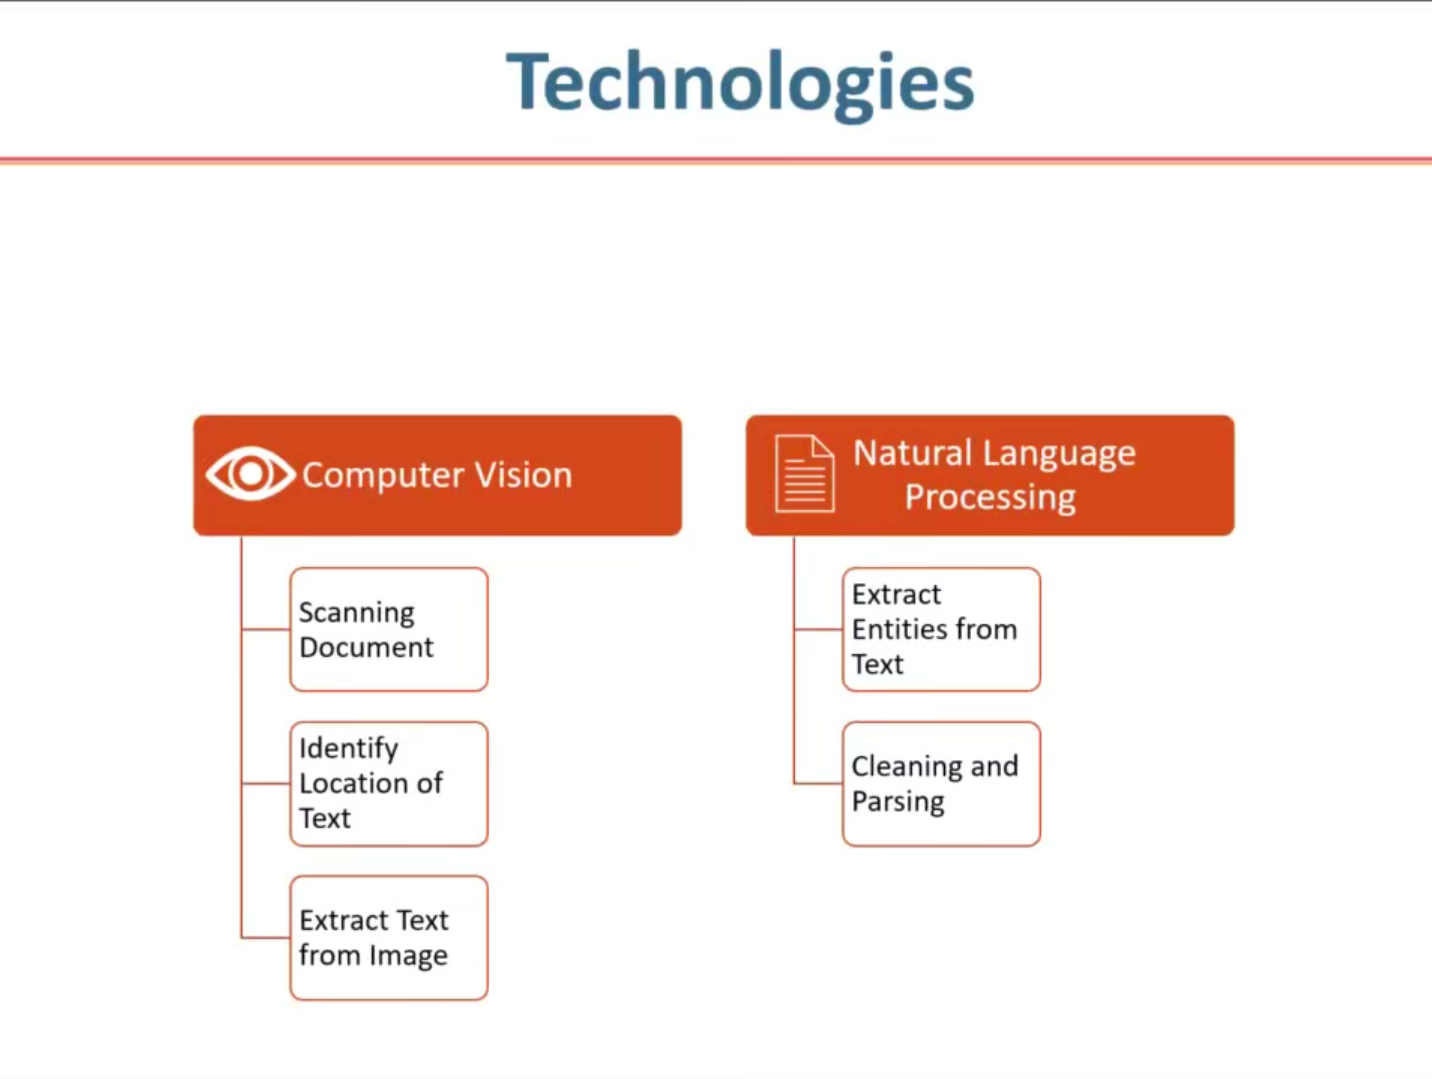 Technologies
Computer Vision
Scanning
Document
Identify
Location of
Text
Extract Text
from Image
Natural Language
Processing
Extract
Entities from
Text
Cleaning and
Parsing